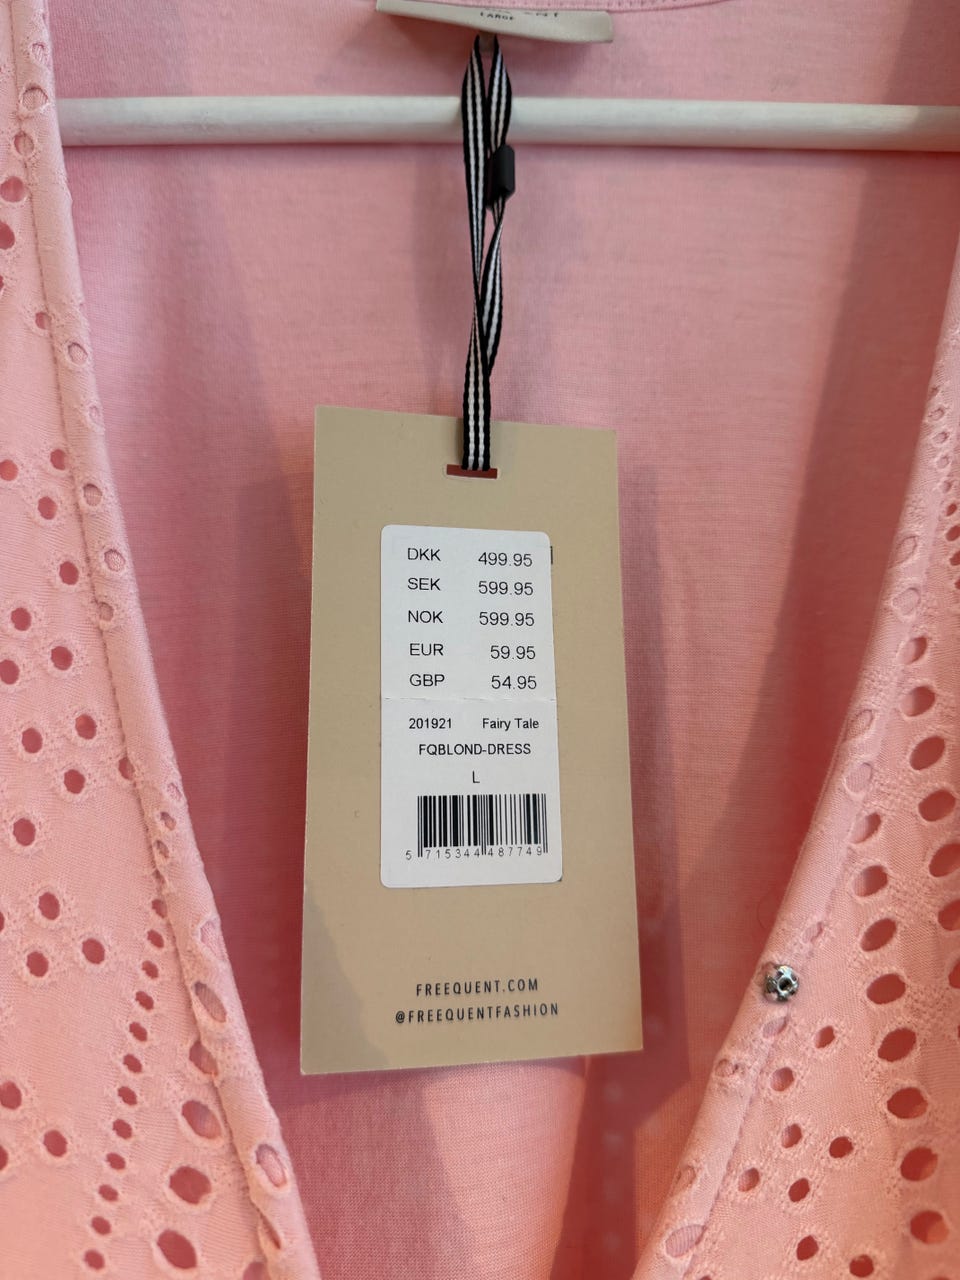 LARGE
DKK 499.95
SEK 599.95
NOK 599.95
EUR 59.95
GBP 54.95
201921 Fairy Tale
FQBLOND-DRESS
L
5 715344 487749
FREEQUENT.COM
@FREEQUENTFASHION